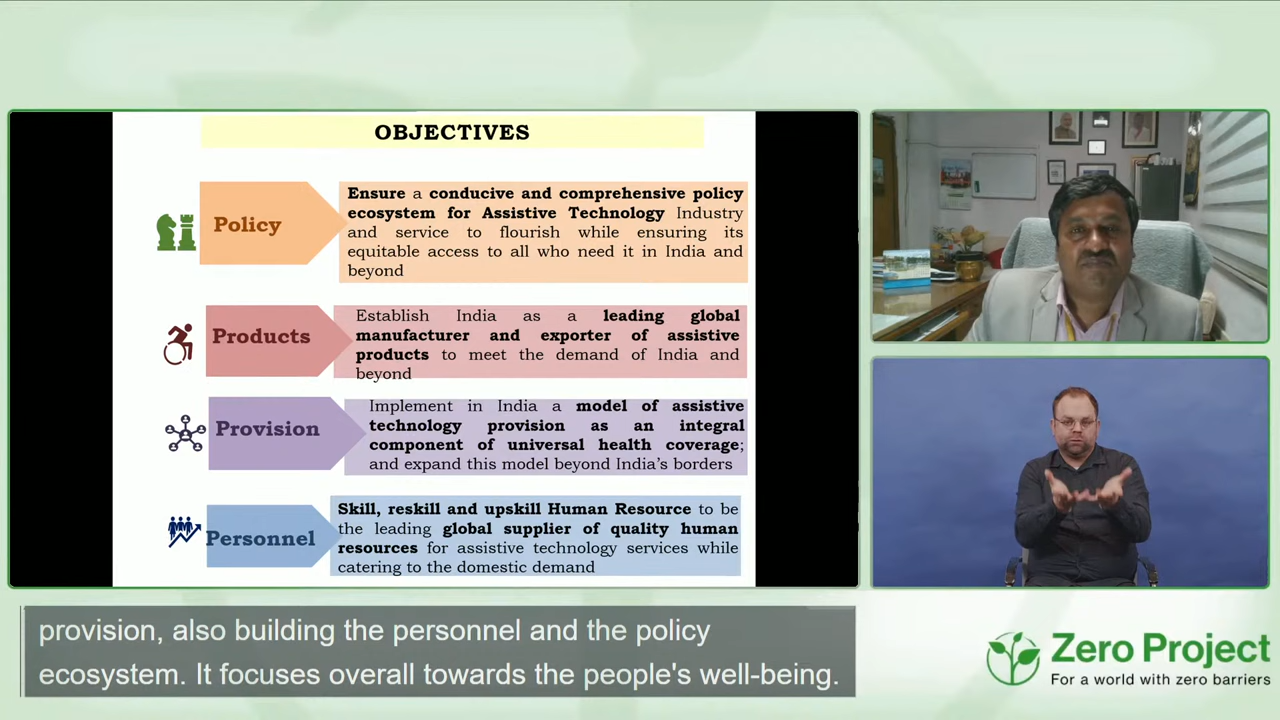 OBJECTIVES
Policy
Ensure a conducive and comprehensive policy
ecosystem for Assistive Technology Industry
and service to flourish while ensuring its
equitable access to all who need it in India and
beyond
Products
Establish India as a leading global
manufacturer and exporter of assistive
products to meet the demand of India and
beyond
Provision
Implement in India a model of assistive
technology provision as an integral
component of universal health coverage;
and expand this model beyond India's borders
Personnel
Skill, reskill and upskill Human Resource to be
the leading global supplier of quality human
resources for assistive technology services while
catering to the domestic demand
provision, also building the personnel and the policy
ecosystem. It focuses overall towards the people's well-being.
Zero Project
For a world with zero barriers